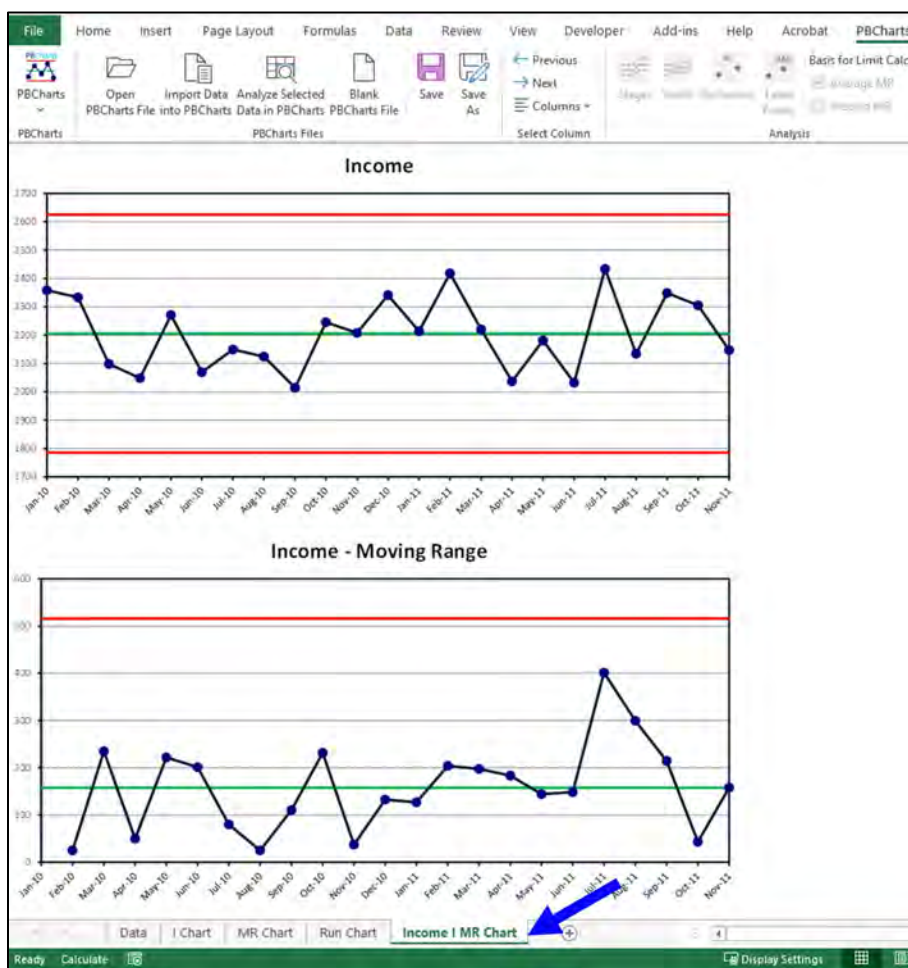 File Home Insert Page Layout Formulas Data Review View Developer Add-ins Help Acrobat PBCharts
PBCharts
Open PBCharts File
Import Data into PBCharts
Analyze Selected Data in PBCharts
Blank PBCharts File
Save
Save As
← Previous
→ Next
Columns
Basis for Limit Calc
Average MR
PBCharts
PBCharts Files
Select Column
Analysis
Income
2700
2600
2500
2400
2300
2200
2100
2000
1900
1800
1700
Jan-10 Feb-10 Mar-10 Apr-10 May-10 Jun-10 Jul-10 Aug-10 Sep-10 Oct-10 Nov-10 Dec-10 Jan-11 Feb-11 Mar-11 Apr-11 May-11 Jun-11 Jul-11 Aug-11 Sep-11 Oct-11 Nov-11
Income - Moving Range
600
500
400
300
200
100
0
Jan-10 Feb-10 Mar-10 Apr-10 May-10 Jun-10 Jul-10 Aug-10 Sep-10 Oct-10 Nov-10 Dec-10 Jan-11 Feb-11 Mar-11 Apr-11 May-11 Jun-11 Jul-11 Aug-11 Sep-11 Oct-11 Nov-11
Data I Chart MR Chart Run Chart Income I MR Chart
Ready Calculate Display Settings